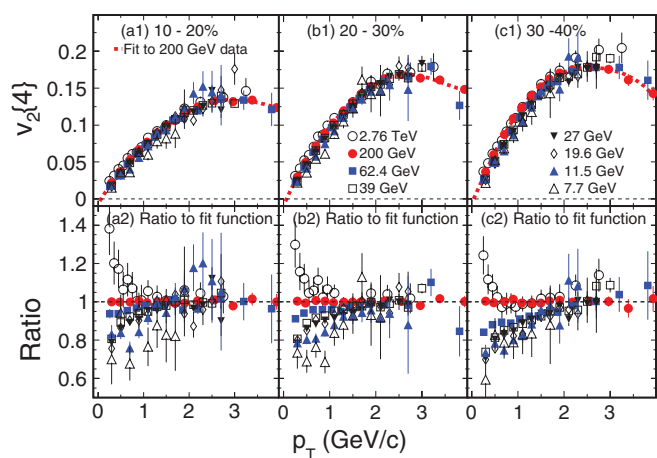 (a1) 10 - 20%
(b1) 20 - 30%
(c1) 30 -40%
Fit to 200 GeV data
0.2
0.15
0.1
0.05
0
v2{4}
2.76 TeV
200 GeV
62.4 GeV
39 GeV
27 GeV
19.6 GeV
11.5 GeV
7.7 GeV
(a2) Ratio to fit function
(b2) Ratio to fit function
(c2) Ratio to fit function
1.4
1.2
1
0.8
0.6
Ratio
0 1 2 3 0 1 2 3 0 1 2 3
pT (GeV/c)